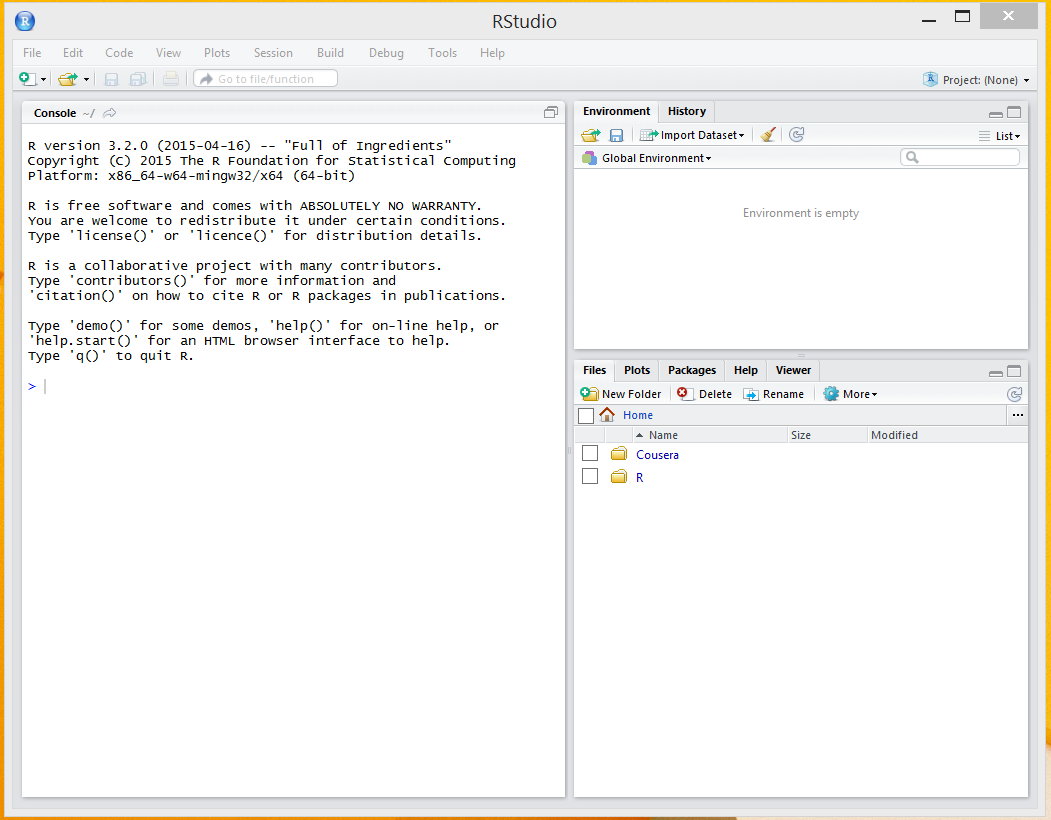 RStudio
File Edit Code View Plots Session Build Debug Tools Help
Go to file/function
Project: (None)
Console ~/
R version 3.2.0 (2015-04-16) -- "Full of Ingredients"
Copyright (C) 2015 The R Foundation for Statistical Computing
Platform: x86_64-w64-mingw32/x64 (64-bit)
R is free software and comes with ABSOLUTELY NO WARRANTY.
You are welcome to redistribute it under certain conditions.
Type 'license()' or 'licence()' for distribution details.
R is a collaborative project with many contributors.
Type 'contributors()' for more information and
'citation()' on how to cite R or R packages in publications.
Type 'demo()' for some demos, 'help()' for on-line help, or
'help.start()' for an HTML browser interface to help.
Type 'q()' to quit R.
>
Environment History
Import Dataset List
Global Environment
Environment is empty
Files Plots Packages Help Viewer
New Folder Delete Rename More
Home ...
Name Size Modified
Cousera
R